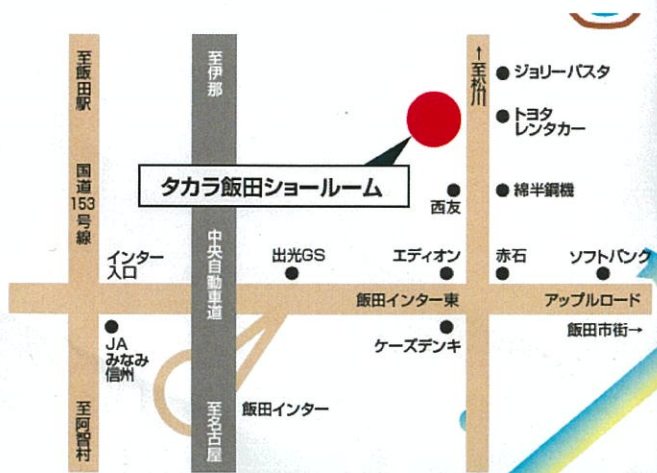 至飯田駅
国道
153
号線
至阿智村
至伊那
中央自動車道
至名古屋
↑至松川
ジョリーパスタ
トヨタ
レンタカー
タカラ飯田ショールーム
西友
綿半鋼機
インター
入口
出光GS
エディオン
赤石
ソフトバンク
飯田インター東
アップルロード
飯田市街→
JA
みなみ
信州
ケーズデンキ
飯田インター